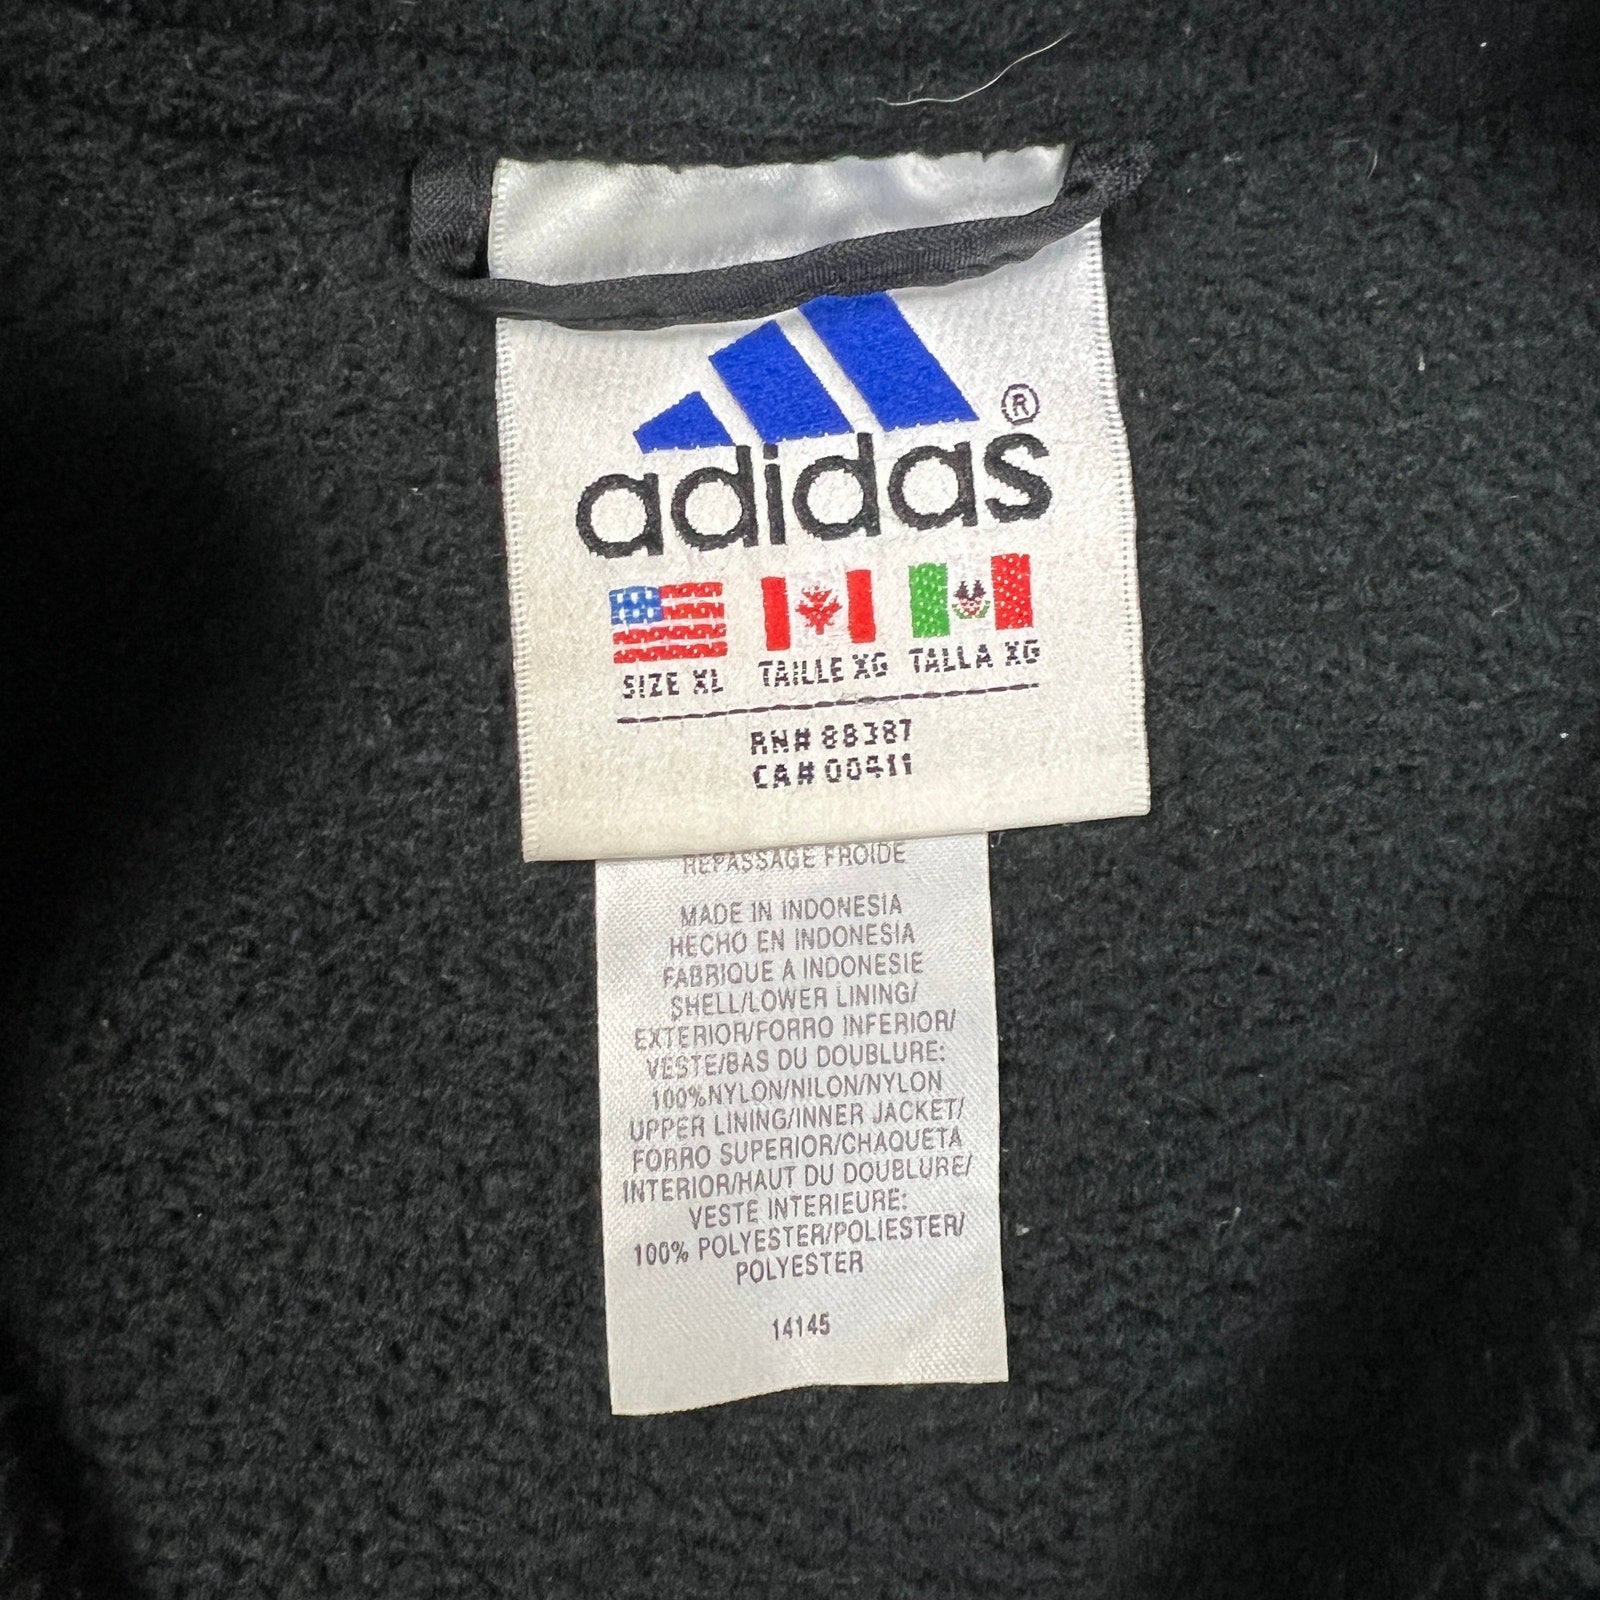 adidas ®
SIZE XL TAILLE XG TALLA XG
RN# 88387
CA# 00411
REPASSAGE FROIDE
MADE IN INDONESIA
HECHO EN INDONESIA
FABRIQUE A INDONESIE
SHELL/LOWER LINING/
EXTERIOR/FORRO INFERIOR/
VESTE/BAS DU DOUBLURE:
100%NYLON/NILON/NYLON
UPPER LINING/INNER JACKET/
FORRO SUPERIOR/CHAQUETA
INTERIOR/HAUT DU DOUBLURE/
VESTE INTERIEURE:
100% POLYESTER/POLIESTER/
POLYESTER
14145